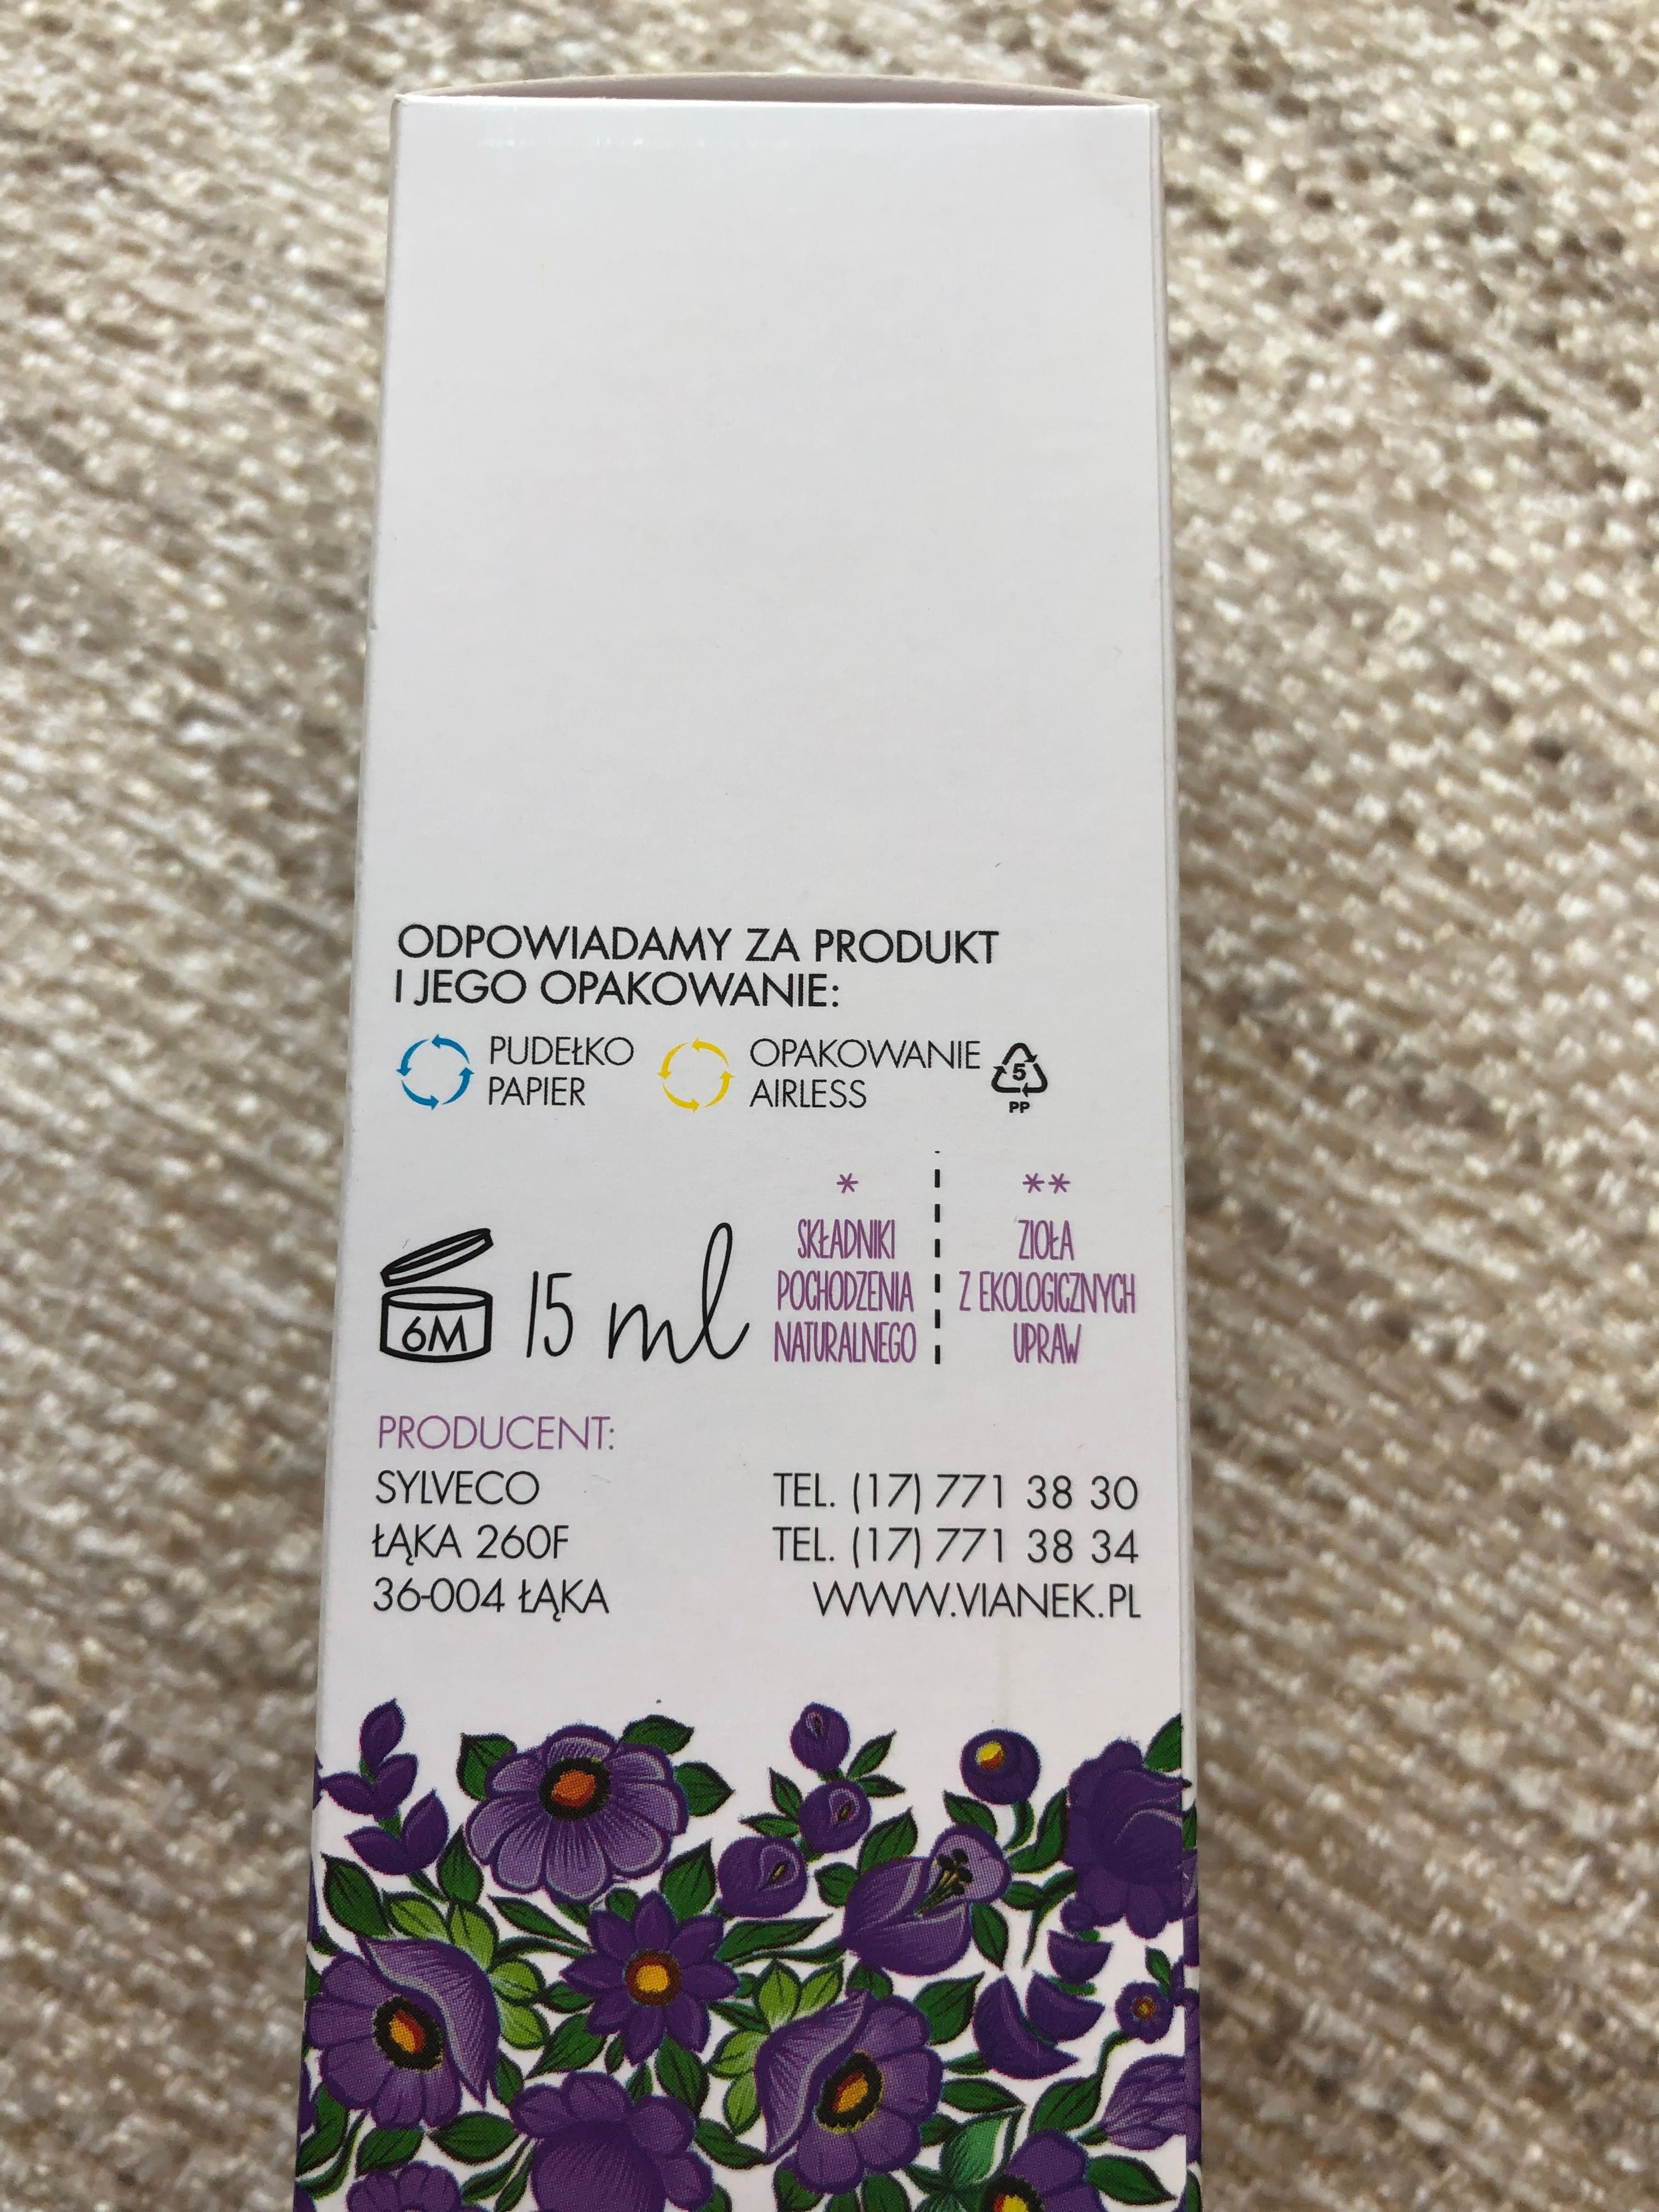 ODPOWIADAMY ZA PRODUKT
I JEGO OPAKOWANIE:
PUDEŁKO
PAPIER
OPAKOWANIE
AIRLESS
5
PP
6M
15 ml
*
SKŁADNIKI
POCHODZENIA
NATURALNEGO
**
ZIOŁA
Z EKOLOGICZNYCH
UPRAW
PRODUCENT:
SYLVECO
ŁĄKA 260F
36-004 ŁĄKA
TEL. (17) 771 38 30
TEL. (17) 771 38 34
WWW.VIANEK.PL